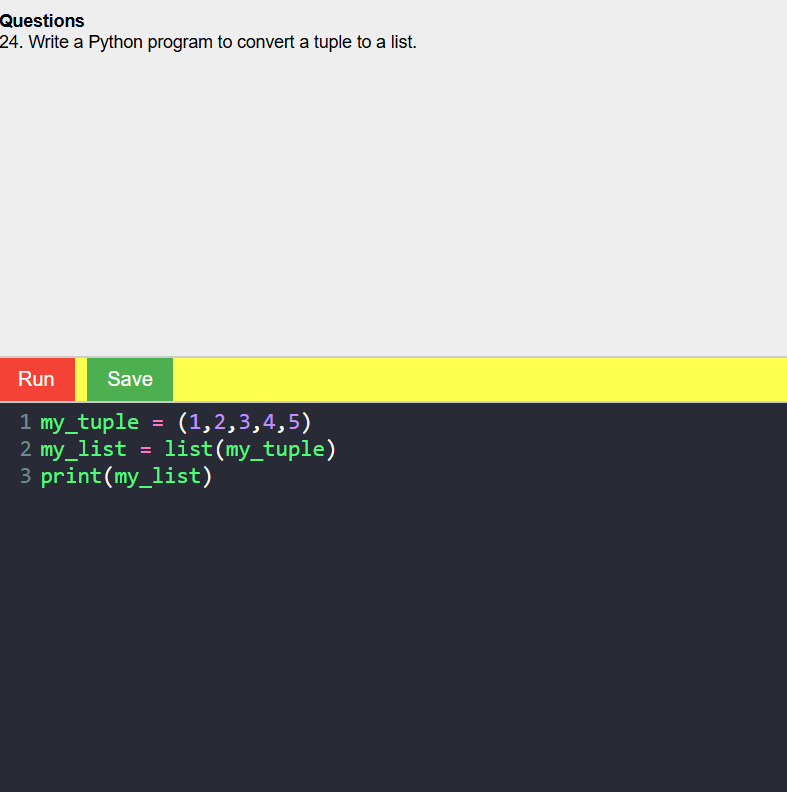 Questions
24. Write a Python program to convert a tuple to a list.
Run Save
1 my_tuple = (1,2,3,4,5)
2 my_list = list(my_tuple)
3 print(my_list)